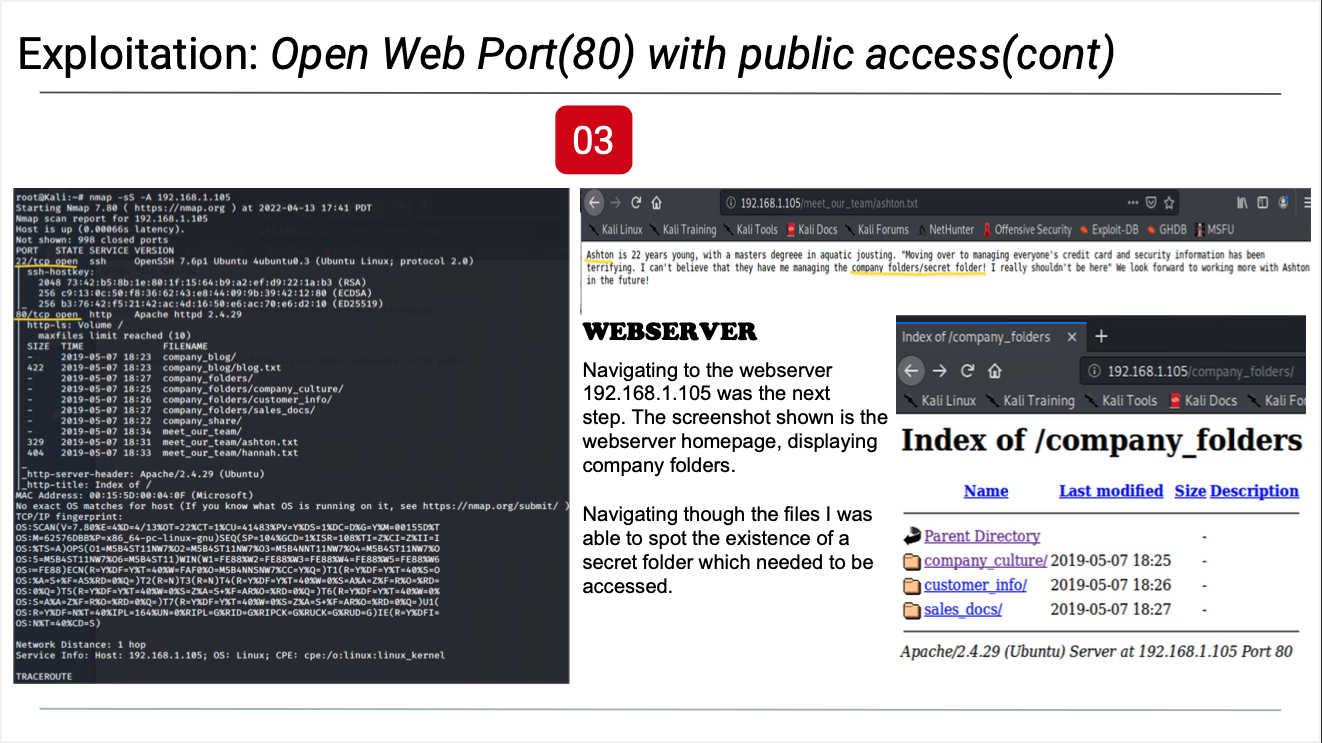 Exploitation: Open Web Port(80) with public access(cont)
03
root@Kali:~# nmap -sS -A 192.168.1.105
Starting Nmap 7.80 ( https://nmap.org ) at 2022-04-13 17:41 PDT
Nmap scan report for 192.168.1.105
Host is up (0.00066s latency).
Not shown: 998 closed ports
PORT   STATE SERVICE VERSION
22/tcp open  ssh     OpenSSH 7.6p1 Ubuntu 4ubuntu0.3 (Ubuntu Linux; protocol 2.0)
| ssh-hostkey:
|   2048 73:42:b5:8b:1e:80:1f:15:64:b9:a2:ef:d9:22:1a:b3 (RSA)
|   256 c9:13:0c:50:f8:36:62:43:e8:44:09:9b:39:42:12:80 (ECDSA)
|_  256 b3:76:42:f5:21:42:ac:4d:16:50:e6:ac:70:e6:d2:10 (ED25519)
80/tcp open  http    Apache httpd 2.4.29
| http-ls: Volume /
|   maxfiles limit reached (10)
| SIZE  TIME              FILENAME
| -     2019-05-07 18:23  company_blog/
| 422   2019-05-07 18:23  company_blog/blog.txt
| -     2019-05-07 18:27  company_folders/
| -     2019-05-07 18:25  company_folders/company_culture/
| -     2019-05-07 18:26  company_folders/customer_info/
| -     2019-05-07 18:27  company_folders/sales_docs/
| -     2019-05-07 18:22  company_share/
| -     2019-05-07 18:34  meet_our_team/
| 329   2019-05-07 18:31  meet_our_team/ashton.txt
| 404   2019-05-07 18:33  meet_our_team/hannah.txt
|_
|_http-server-header: Apache/2.4.29 (Ubuntu)
|_http-title: Index of /
MAC Address: 00:15:5D:00:04:0F (Microsoft)
No exact OS matches for host (If you know what OS is running on it, see https://nmap.org/submit/ )
TCP/IP fingerprint:
OS:SCAN(V=7.80%E=4%D=4/13%OT=22%CT=1%CU=41483%PV=Y%DS=1%DC=D%G=Y%M=00155D%T
OS:M=62576DBB%P=x86_64-pc-linux-gnu)SEQ(SP=104%GCD=1%ISR=108%TI=Z%CI=Z%II=I
OS:%TS=A)OPS(O1=M5B4ST11NW7%O2=M5B4ST11NW7%O3=M5B4NNT11NW7%O4=M5B4ST11NW7%O
OS:5=M5B4ST11NW7%O6=M5B4ST11)WIN(W1=FE88%W2=FE88%W3=FE88%W4=FE88%W5=FE88%W6
OS:=FE88)ECN(R=Y%DF=Y%T=40%W=FAF0%O=M5B4NNSNW7%CC=Y%Q=)T1(R=Y%DF=Y%T=40%S=O
OS:%A=S+%F=AS%RD=0%Q=)T2(R=N)T3(R=N)T4(R=Y%DF=Y%T=40%W=0%S=A%A=Z%F=R%O=%RD=
OS:0%Q=)T5(R=Y%DF=Y%T=40%W=0%S=Z%A=S+%F=AR%O=%RD=0%Q=)T6(R=Y%DF=Y%T=40%W=0%
OS:S=A%A=Z%F=R%O=%RD=0%Q=)T7(R=Y%DF=Y%T=40%W=0%S=Z%A=S+%F=AR%O=%RD=0%Q=)U1(
OS:R=Y%DF=N%T=40%IPL=164%UN=0%RIPL=G%RID=G%RIPCK=G%RUCK=G%RUD=G)IE(R=Y%DFI=
OS:N%T=40%CD=S)
Network Distance: 1 hop
Service Info: Host: 192.168.1.105; OS: Linux; CPE: cpe:/o:linux:linux_kernel
TRACEROUTE
192.168.1.105/meet_our_team/ashton.txt
Kali Linux Kali Training Kali Tools Kali Docs Kali Forums NetHunter Offensive Security Exploit-DB GHDB MSFU
Ashton is 22 years young, with a masters degreee in aquatic jousting. "Moving over to managing everyone's credit card and security information has been
terrifying. I can't believe that they have me managing the company_folders/secret_folder! I really shouldn't be here" We look forward to working more with Ashton
in the future!
WEBSERVER
Navigating to the webserver
192.168.1.105 was the next
step. The screenshot shown is the
webserver homepage, displaying
company folders.
Navigating though the files I was
able to spot the existence of a
secret folder which needed to be
accessed.
Index of /company_folders
192.168.1.105/company_folders/
Kali Linux Kali Training Kali Tools Kali Docs Kali Fo
Index of /company_folders
Name Last modified Size Description
Parent Directory -
company_culture/ 2019-05-07 18:25 -
customer_info/ 2019-05-07 18:26 -
sales_docs/ 2019-05-07 18:27 -
Apache/2.4.29 (Ubuntu) Server at 192.168.1.105 Port 80